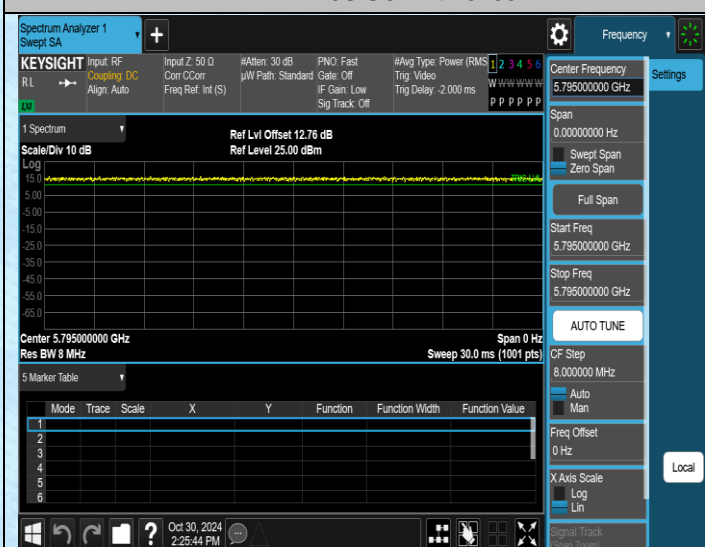 Spectrum Analyzer 1
Swept SA
+
Frequency
KEYSIGHT
RL
LXI
Input: RF
Coupling: DC
Align: Auto
Input Z: 50 Ω
Corr CCorr
Freq Ref: Int (S)
#Atten: 30 dB
µW Path: Standard
PNO: Fast
Gate: Off
IF Gain: Low
Sig Track: Off
#Avg Type: Power (RMS
Trig: Video
Trig Delay: -2.000 ms
1 2 3 4 5 6
W W W W W W
P P P P P P
1 Spectrum
Scale/Div 10 dB
Ref Lvl Offset 12.76 dB
Ref Level 25.00 dBm
Log
15.0
5.00
-5.00
-15.0
-25.0
-35.0
-45.0
-55.0
-65.0
TRIG LVL
Center 5.795000000 GHz
Span 0 Hz
Res BW 8 MHz
Sweep 30.0 ms (1001 pts)
5 Marker Table
Mode Trace Scale X Y Function Function Width Function Value
1
2
3
4
5
6
Oct 30, 2024
2:25:44 PM
Center Frequency
5.795000000 GHz
Settings
Span
0.00000000 Hz
Swept Span
Zero Span
Full Span
Start Freq
5.795000000 GHz
Stop Freq
5.795000000 GHz
AUTO TUNE
CF Step
8.000000 MHz
Auto
Man
Freq Offset
0 Hz
X Axis Scale
Log
Lin
Local
Signal Track
(Span Zoom)